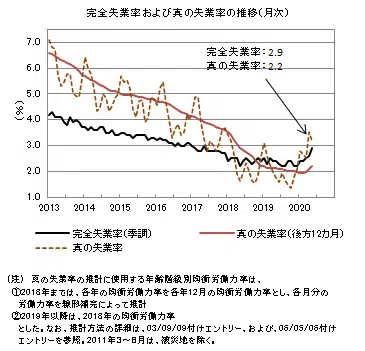 完全失業率および真の失業率の推移(月次)
7.0
6.0
5.0
4.0
3.0
2.0
1.0
(%)
完全失業率:2.9
真の失業率:2.2
2013 2014 2015 2016 2017 2018 2019 2020
完全失業率(季調)
真の失業率(後方12カ月)
真の失業率
(注) 真の失業率の推計に使用する年齢階級別均衡労働力率は、
①2018年までは、各年の均衡労働力率を各年12月の均衡労働力率とし、各月分の
労働力率を線形補完によって推計
②2019年以降は、2018年の均衡労働力率
とした。なお、推計方法の詳細は、03/09/09付けエントリー、および、06/05/06付け
エントリーを参照。2011年3~8月は、被災地を除く。